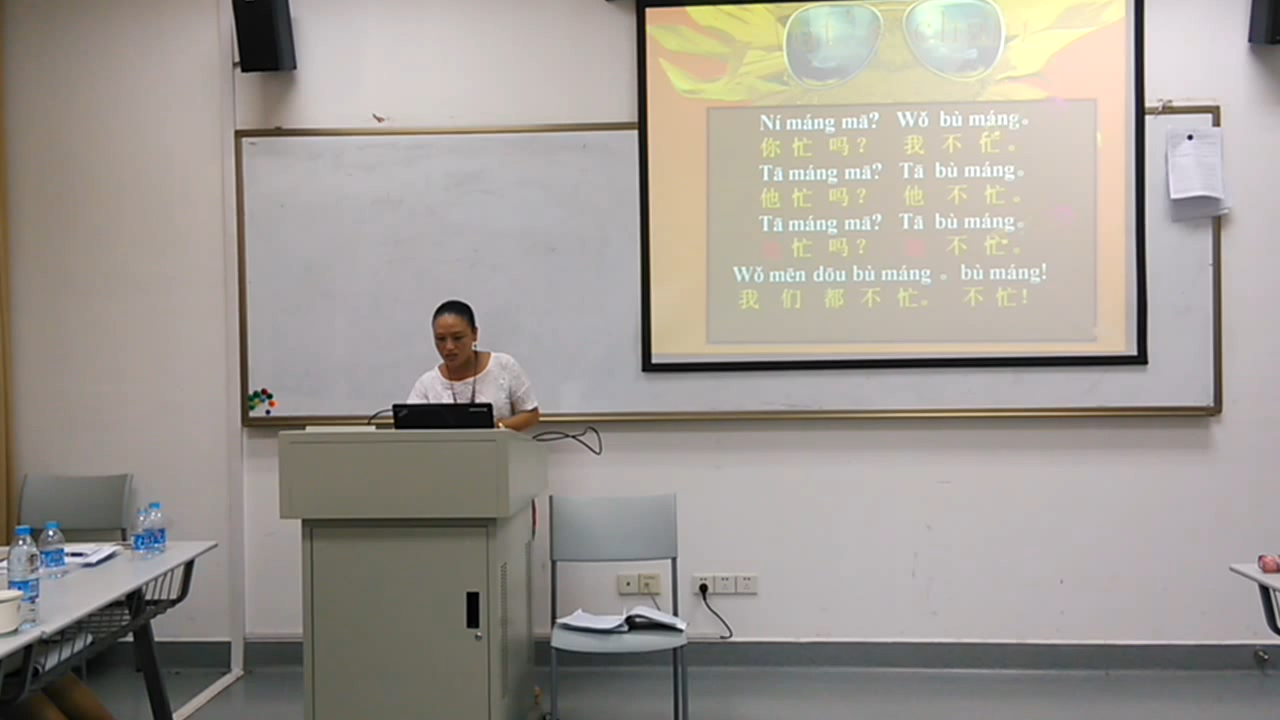 Ní máng mā? Wǒ bù máng。
你 忙 吗？ 我 不 忙 。
Tā máng mā? Tā bù máng。
他 忙 吗？ 他 不 忙 。
Tā máng mā? Tā bù máng。
忙 吗？ 不 忙 。
Wǒ mēn dōu bù máng 。bù máng!
我 们 都 不 忙。 不 忙!